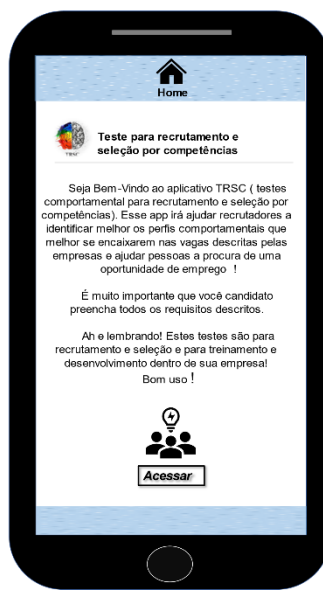 Home
TRSC
Teste para recrutamento e
seleção por competências
Seja Bem-Vindo ao aplicativo TRSC ( testes
comportamental para recrutamento e seleção por
competências). Esse app irá ajudar recrutadores a
identificar melhor os perfis comportamentais que
melhor se encaixarem nas vagas descritas pelas
empresas e ajudar pessoas a procura de uma
oportunidade de emprego !
É muito importante que você candidato
preencha todos os requisitos descritos.
Ah e lembrando! Estes testes são para
recrutamento e seleção e para treinamento e
desenvolvimento dentro de sua empresa!
Bom uso !
Acessar